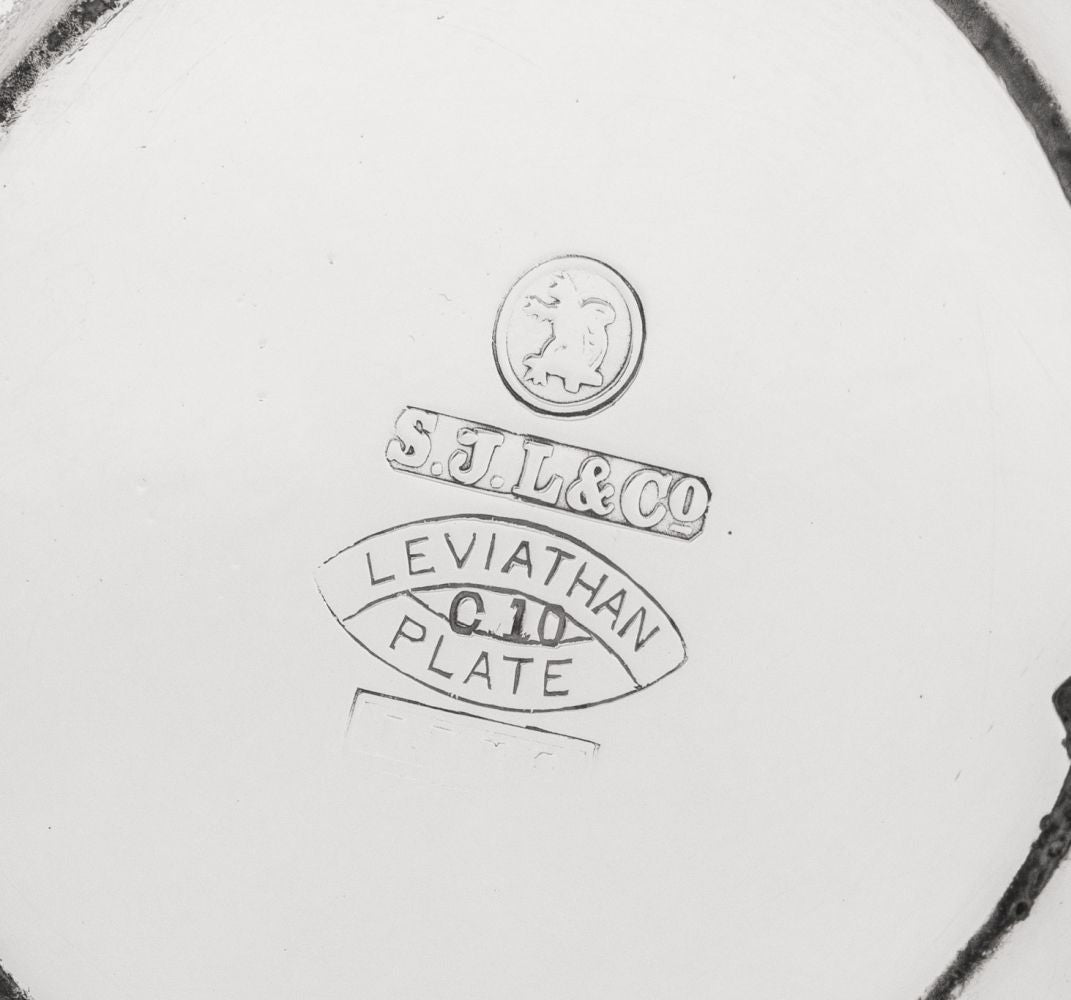 S.J.L&Co
LEVIATHAN
C 10
PLATE